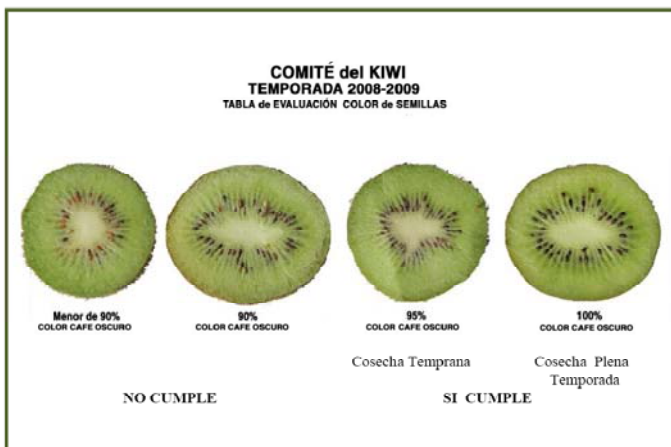 COMITÉ del KIWI
TEMPORADA 2008-2009
TABLA de EVALUACIÓN COLOR de SEMILLAS
Menor de 90%
COLOR CAFE OSCURO
90%
COLOR CAFE OSCURO
95%
COLOR CAFE OSCURO
100%
COLOR CAFE OSCURO
Cosecha Temprana
Cosecha Plena
Temporada
NO CUMPLE
SI CUMPLE